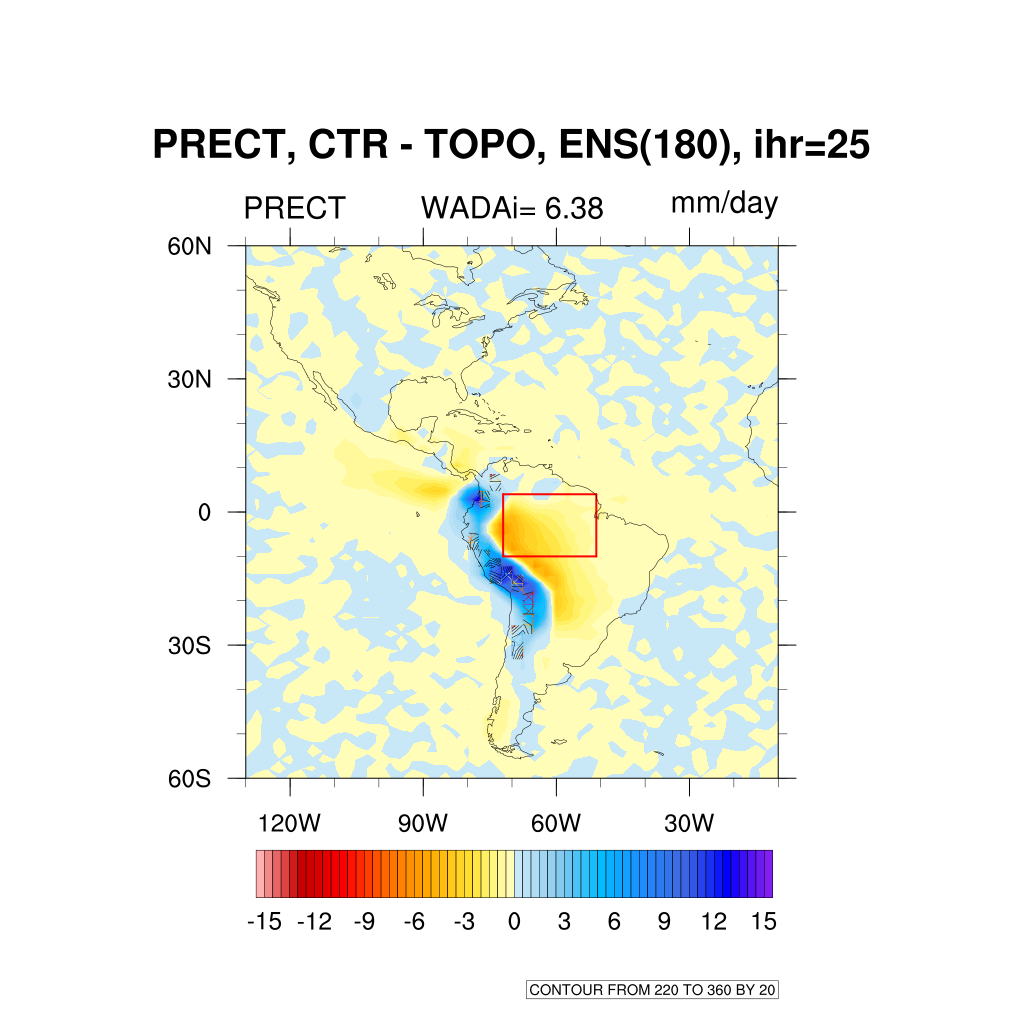 PRECT, CTR - TOPO, ENS(180), ihr=25
PRECT WADAi= 6.38 mm/day
60N
30N
0
30S
60S
120W 90W 60W 30W
-15 -12 -9 -6 -3 0 3 6 9 12 15
CONTOUR FROM 220 TO 360 BY 20